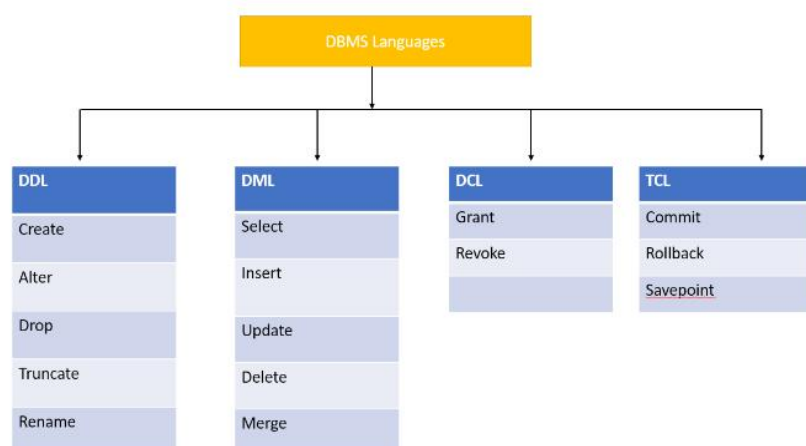 DBMS Languages
DDL
Create
Alter
Drop
Truncate
Rename
DML
Select
Insert
Update
Delete
Merge
DCL
Grant
Revoke
TCL
Commit
Rollback
Savepoint